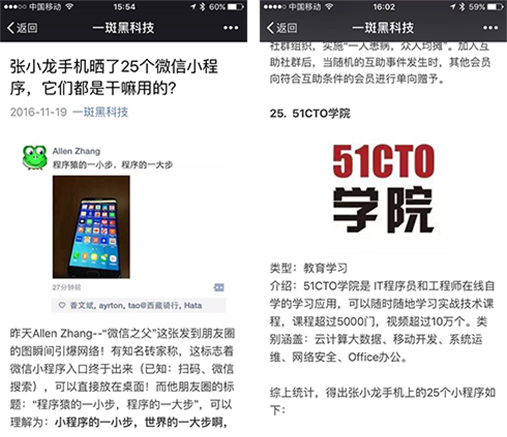 中国移动
15:54
60%
返回
一斑黑科技
张小龙手机晒了25个微信小程
序，它们都是干嘛用的?
2016-11-19 一斑黑科技
Allen Zhang
程序猿的一小步，程序的一大步
27分钟前
香文斌, ayrton, tao@西藏骑行, Hata
昨天Allen Zhang--“微信之父”这张发到朋友圈
的图瞬间引爆网络！有知名砖家称，这标志着
微信小程序入口终于出来（已知：扫码、微信
搜索），可以直接放在桌面！而他朋友圈的标
题：“程序猿的一小步，程序的一大步”，可以
理解为：小程序的一小步，世界的一大步啊，
中国移动
16:02
59%
返回
一斑黑科技
社群组织，实施“一人患病，众人均摊”。加入互
助社群后，当随机的互助事件发生时，其他会员
向符合互助条件的会员进行单向赠予。
25. 51CTO学院
51CTO
学院
类型：教育学习
介绍：51CTO学院是 IT程序员和工程师在线自
学的学习应用，可以随时随地学习实战技术课
程，课程超过5000门，视频超过10万个。类
别涵盖：云计算大数据、移动开发、系统运
维、网络安全、Office办公。
综上统计，得出张小龙手机上的25个小程序如
下：